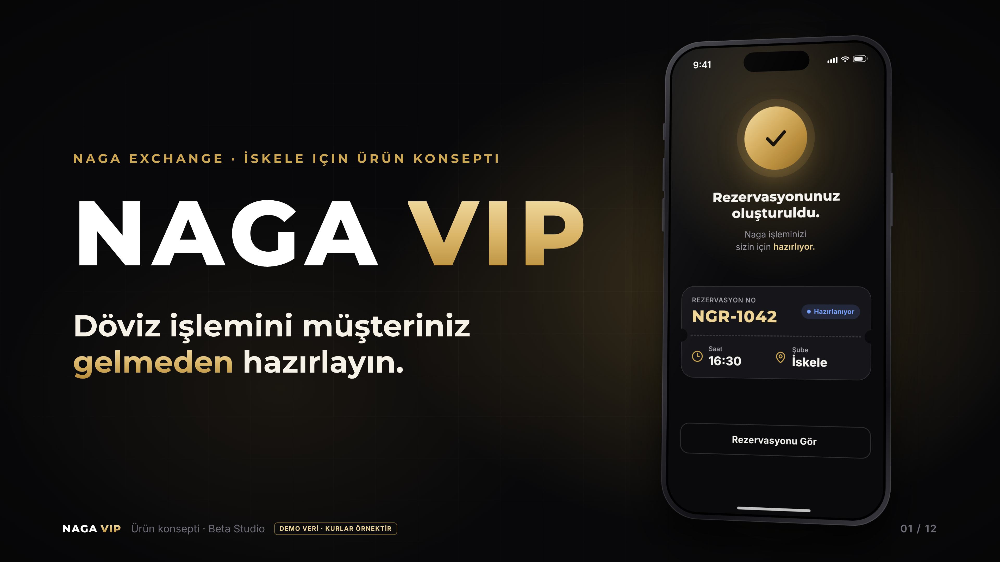 NAGA EXCHANGE · İSKELE IÇIN ÜRÜN KONSEPTI
NAGA VIP
Döviz işlemini müşteriniz
gelmeden hazırlayın.
9:41
Rezervasyonunuz
oluşturuldu.
Naga işleminizi
sizin için hazırlıyor.
REZERVASYON NO
NGR-1042
Hazırlanıyor
Saat
16:30
Şube
İskele
Rezervasyonu Gör
NAGA VIP Ürün konsepti · Beta Studio DEMO VERİ · KURLAR ÖRNEKTİR
01 / 12